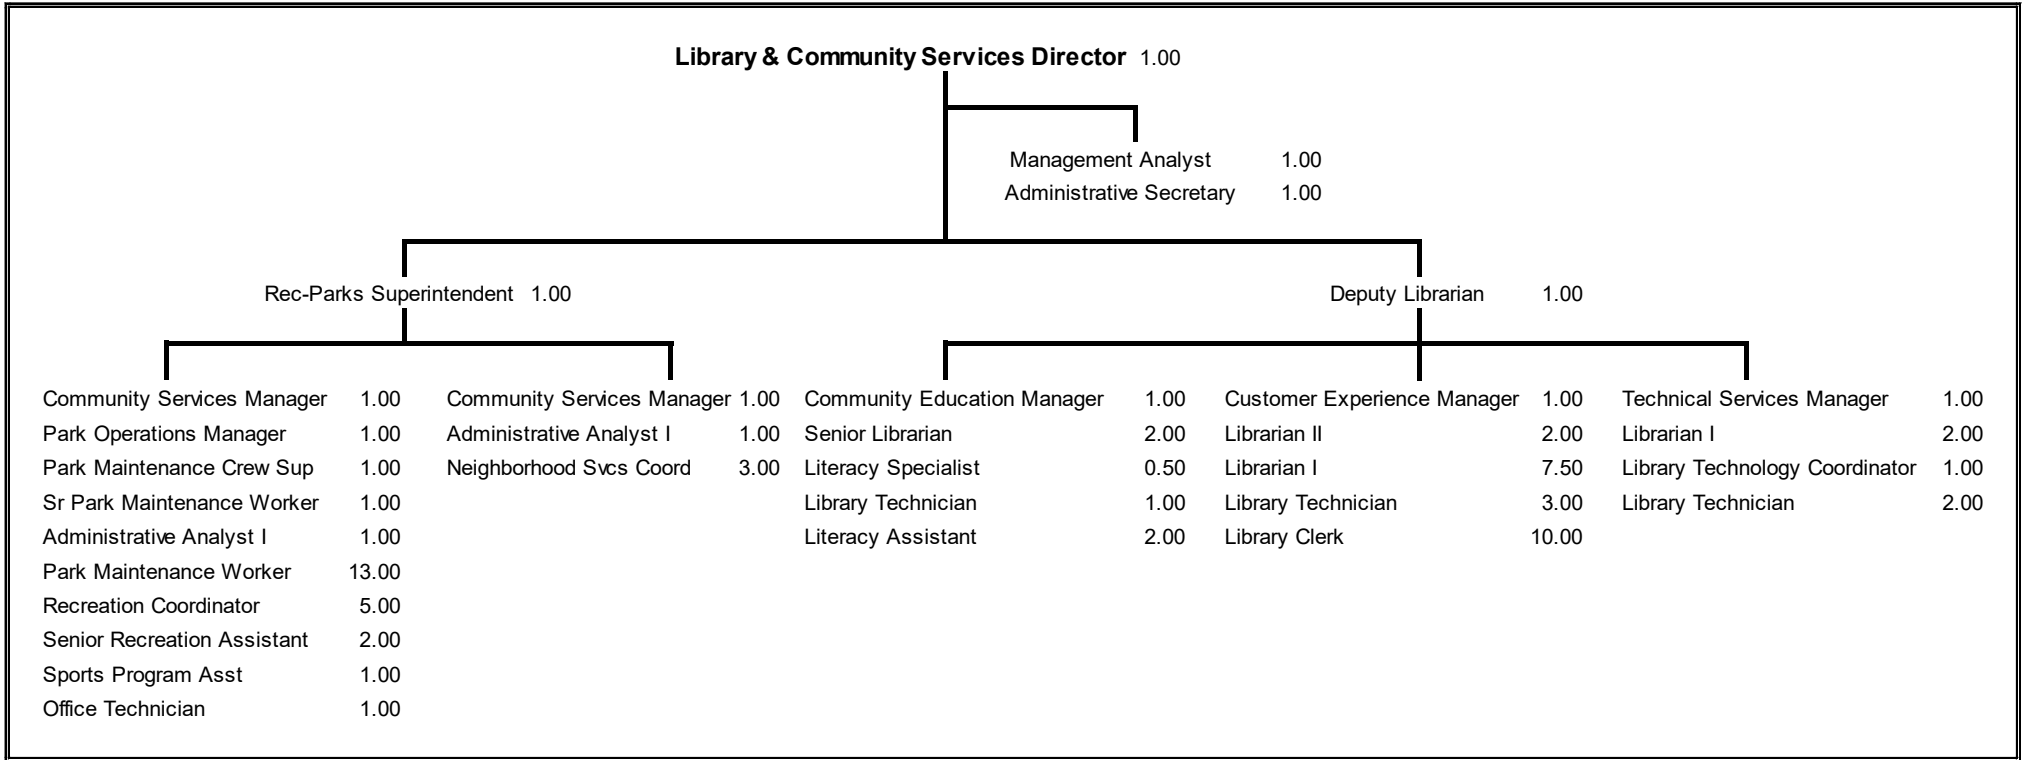 Library & Community Services Director 1.00
Management Analyst 1.00
Administrative Secretary 1.00
Rec-Parks Superintendent 1.00
Deputy Librarian 1.00
Community Services Manager 1.00
Park Operations Manager 1.00
Park Maintenance Crew Sup 1.00
Sr Park Maintenance Worker 1.00
Administrative Analyst I 1.00
Park Maintenance Worker 13.00
Recreation Coordinator 5.00
Senior Recreation Assistant 2.00
Sports Program Asst 1.00
Office Technician 1.00
Community Services Manager 1.00
Administrative Analyst I 1.00
Neighborhood Svcs Coord 3.00
Community Education Manager 1.00
Senior Librarian 2.00
Literacy Specialist 0.50
Library Technician 1.00
Literacy Assistant 2.00
Customer Experience Manager 1.00
Librarian II 2.00
Librarian I 7.50
Library Technician 3.00
Library Clerk 10.00
Technical Services Manager 1.00
Librarian I 2.00
Library Technology Coordinator 1.00
Library Technician 2.00